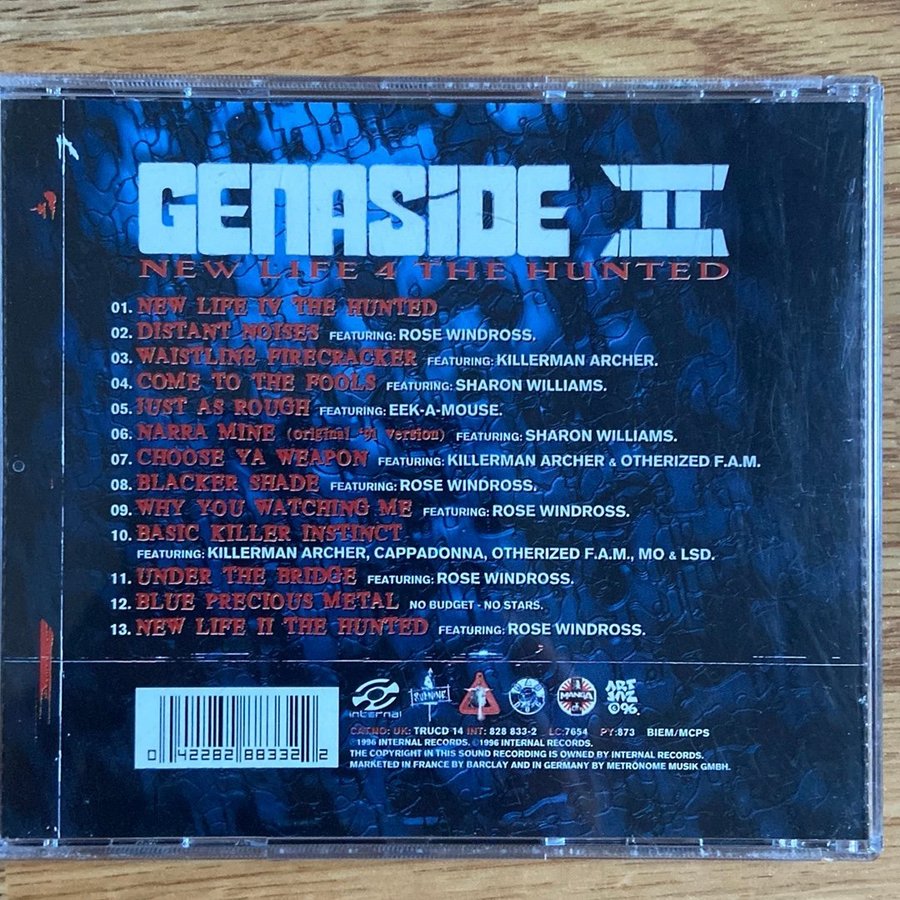 GENASIDE II
NEW LIFE 4 THE HUNTED
01. NEW LIFE IV THE HUNTED
02. DISTANT NOISES FEATURING: ROSE WINDROSS.
03. WAISTLINE FIRECRACKER FEATURING: KILLERMAN ARCHER.
04. COME TO THE FOOLS FEATURING: SHARON WILLIAMS.
05. JUST AS ROUGH FEATURING: EEK-A-MOUSE.
06. NARRA MINE (original '91 version) FEATURING: SHARON WILLIAMS.
07. CHOOSE YA WEAPON FEATURING: KILLERMAN ARCHER & OTHERIZED F.A.M.
08. BLACKER SHADE FEATURING: ROSE WINDROSS.
09. WHY YOU WATCHING ME FEATURING: ROSE WINDROSS.
10. BASIC KILLER INSTINCT
FEATURING: KILLERMAN ARCHER, CAPPADONNA, OTHERIZED F.A.M., MO & LSD.
11. UNDER THE BRIDGE FEATURING: ROSE WINDROSS.
12. BLUE PRECIOUS METAL NO BUDGET - NO STARS.
13. NEW LIFE II THE HUNTED FEATURING: ROSE WINDROSS.
internal
MANGA
©96.
0 42282 88332 2
CAT.NO: UK: TRUCD 14 INT: 828 833-2 LC:7654 PY:873 BIEM/MCPS
℗1996 INTERNAL RECORDS. ©1996 INTERNAL RECORDS.
THE COPYRIGHT IN THIS SOUND RECORDING IS OWNED BY INTERNAL RECORDS.
MARKETED IN FRANCE BY BARCLAY AND IN GERMANY BY METRONOME MUSIK GMBH.